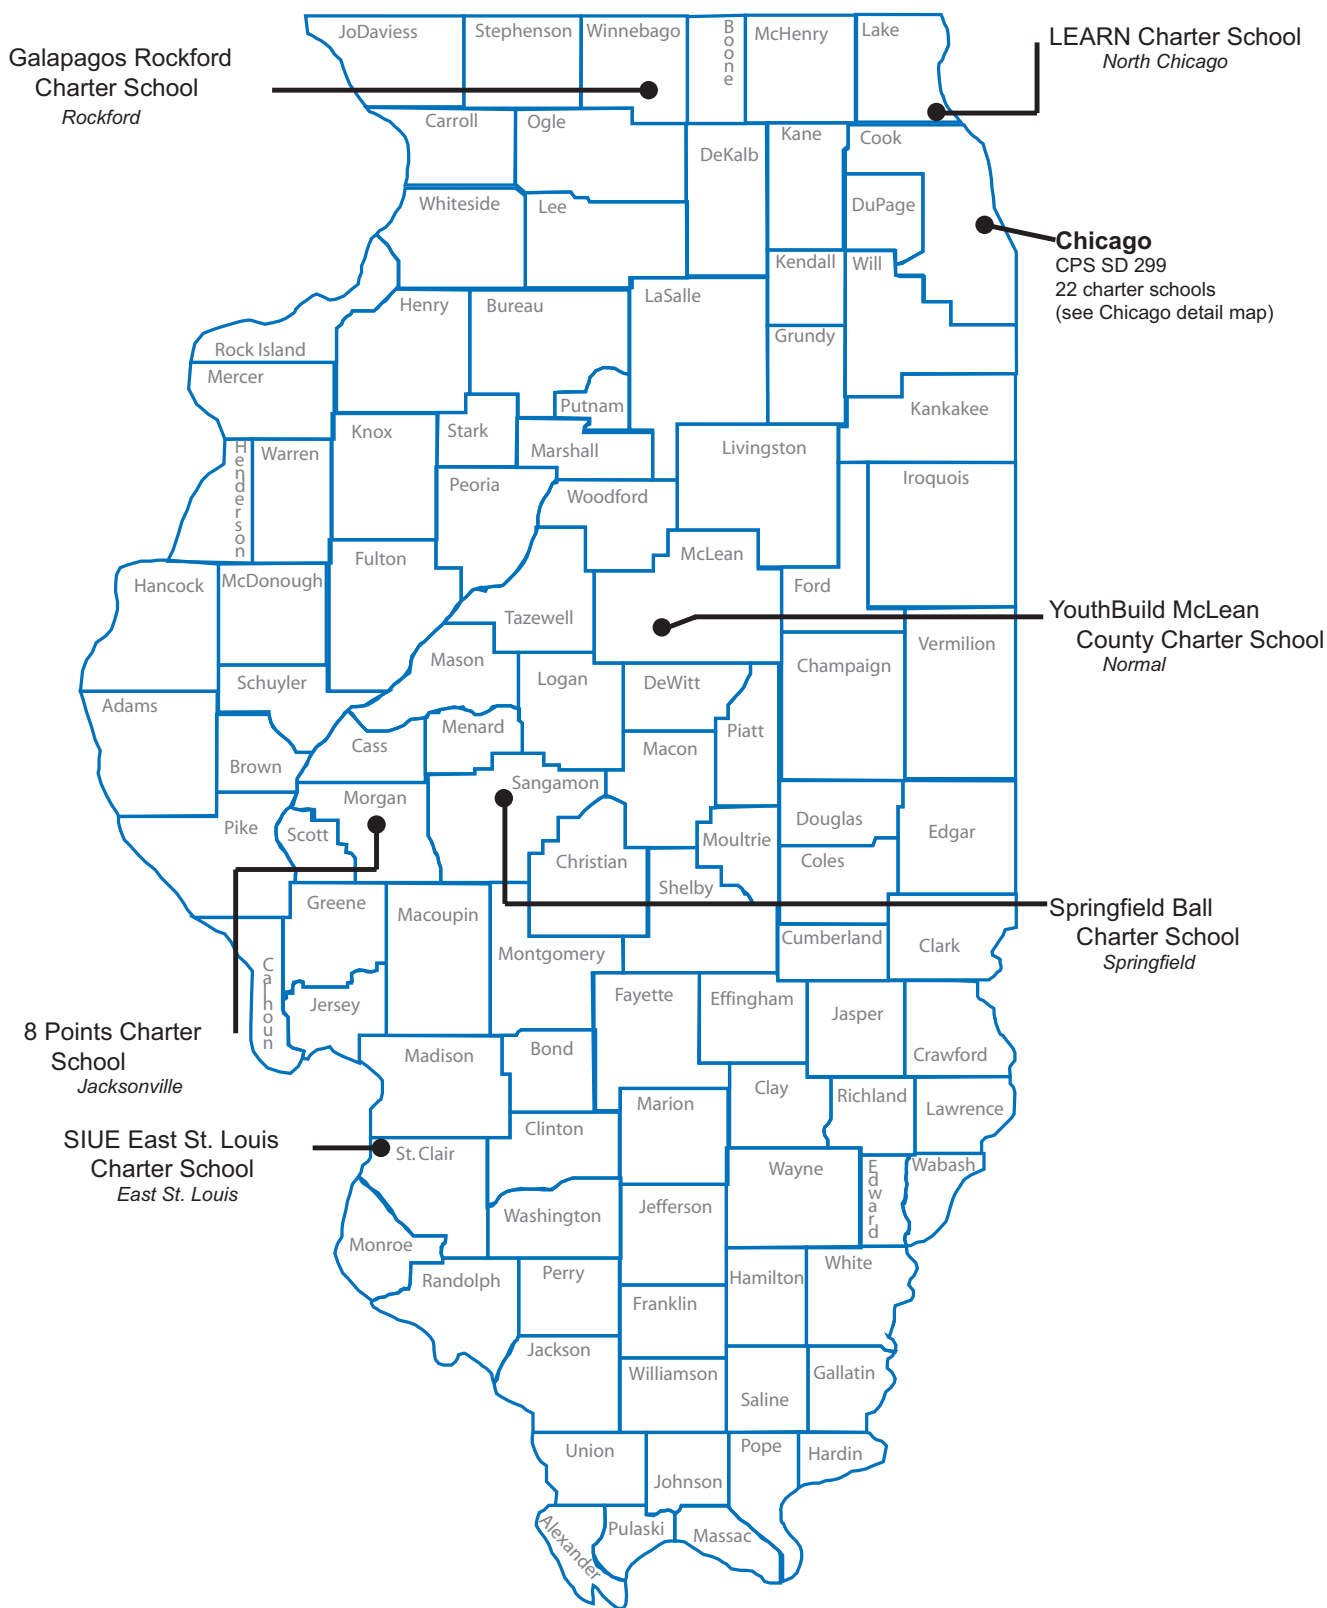 JoDaviess
Stephenson
Winnebago
Boone
McHenry
Lake
LEARN Charter School
North Chicago
Galapagos Rockford
Charter School
Rockford
Carroll
Ogle
DeKalb
Kane
Cook
Whiteside
Lee
DuPage
Chicago
CPS SD 299
22 charter schools
(see Chicago detail map)
Kendall
Will
Henry
Bureau
LaSalle
Grundy
Rock Island
Mercer
Putnam
Kankakee
Knox
Stark
Marshall
Livingston
Henderson
Warren
Peoria
Woodford
Iroquois
Fulton
McLean
Hancock
McDonough
Ford
Tazewell
YouthBuild McLean
County Charter School
Normal
Mason
Logan
DeWitt
Champaign
Vermilion
Schuyler
Adams
Menard
Cass
Macon
Piatt
Brown
Sangamon
Morgan
Pike
Scott
Christian
Moultrie
Douglas
Edgar
Coles
Shelby
Greene
Macoupin
Springfield Ball
Charter School
Springfield
Montgomery
Cumberland
Clark
Calhoun
Jersey
Fayette
Effingham
Jasper
8 Points Charter
School
Jacksonville
Madison
Bond
Crawford
Clay
Richland
Marion
Lawrence
SIUE East St. Louis
Charter School
East St. Louis
St. Clair
Clinton
Wayne
Edward
Wabash
Washington
Jefferson
Monroe
Randolph
Perry
Hamilton
White
Franklin
Jackson
Williamson
Saline
Gallatin
Union
Johnson
Pope
Hardin
Alexander
Pulaski
Massac